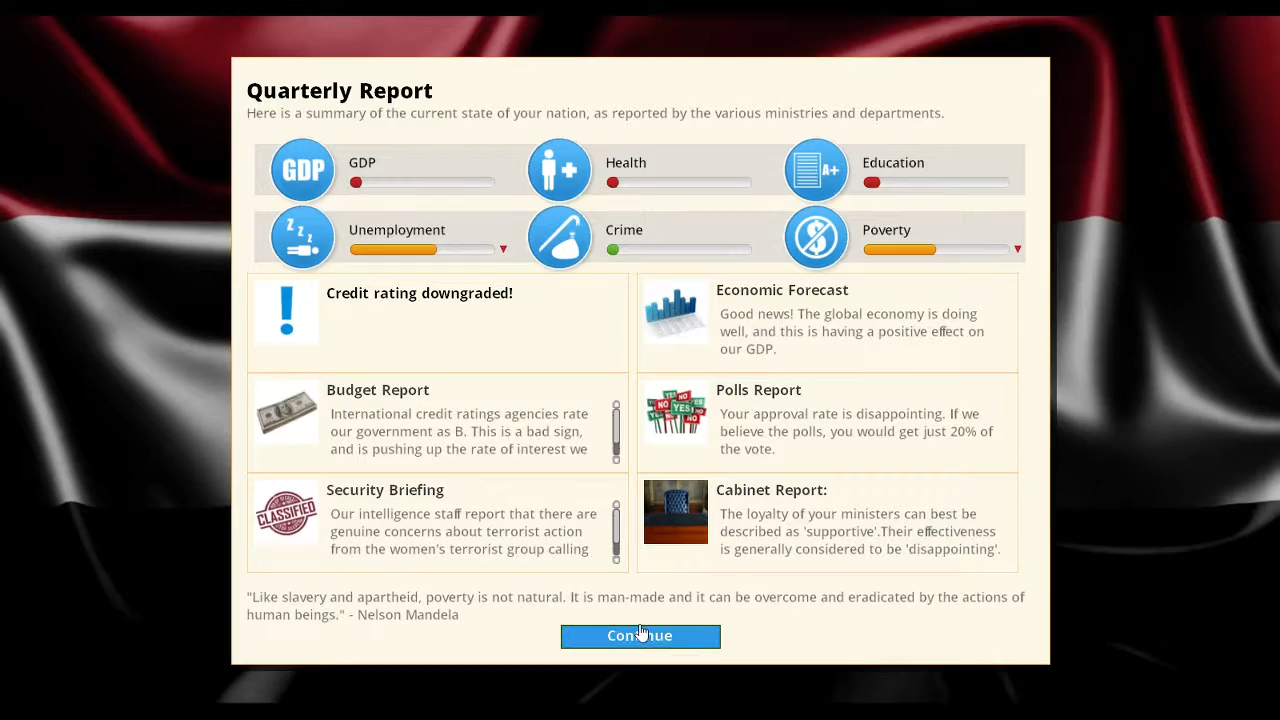 Quarterly Report
Here is a summary of the current state of your nation, as reported by the various ministries and departments.
GDP
GDP
Health
A+
Education
Z Z Z
Unemployment
Crime
$
Poverty
Credit rating downgraded!
Economic Forecast
Good news! The global economy is doing
well, and this is having a positive effect on
our GDP.
Budget Report
International credit ratings agencies rate
our government as B. This is a bad sign,
and is pushing up the rate of interest we
NO
YES
NO
Polls Report
Your approval rate is disappointing. If we
believe the polls, you would get just 20% of
the vote.
CLASSIFIED
Security Briefing
Our intelligence staff report that there are
genuine concerns about terrorist action
from the women's terrorist group calling
Cabinet Report:
The loyalty of your ministers can best be
described as 'supportive'.Their effectiveness
is generally considered to be 'disappointing'.
"Like slavery and apartheid, poverty is not natural. It is man-made and it can be overcome and eradicated by the actions of
human beings." - Nelson Mandela
Continue